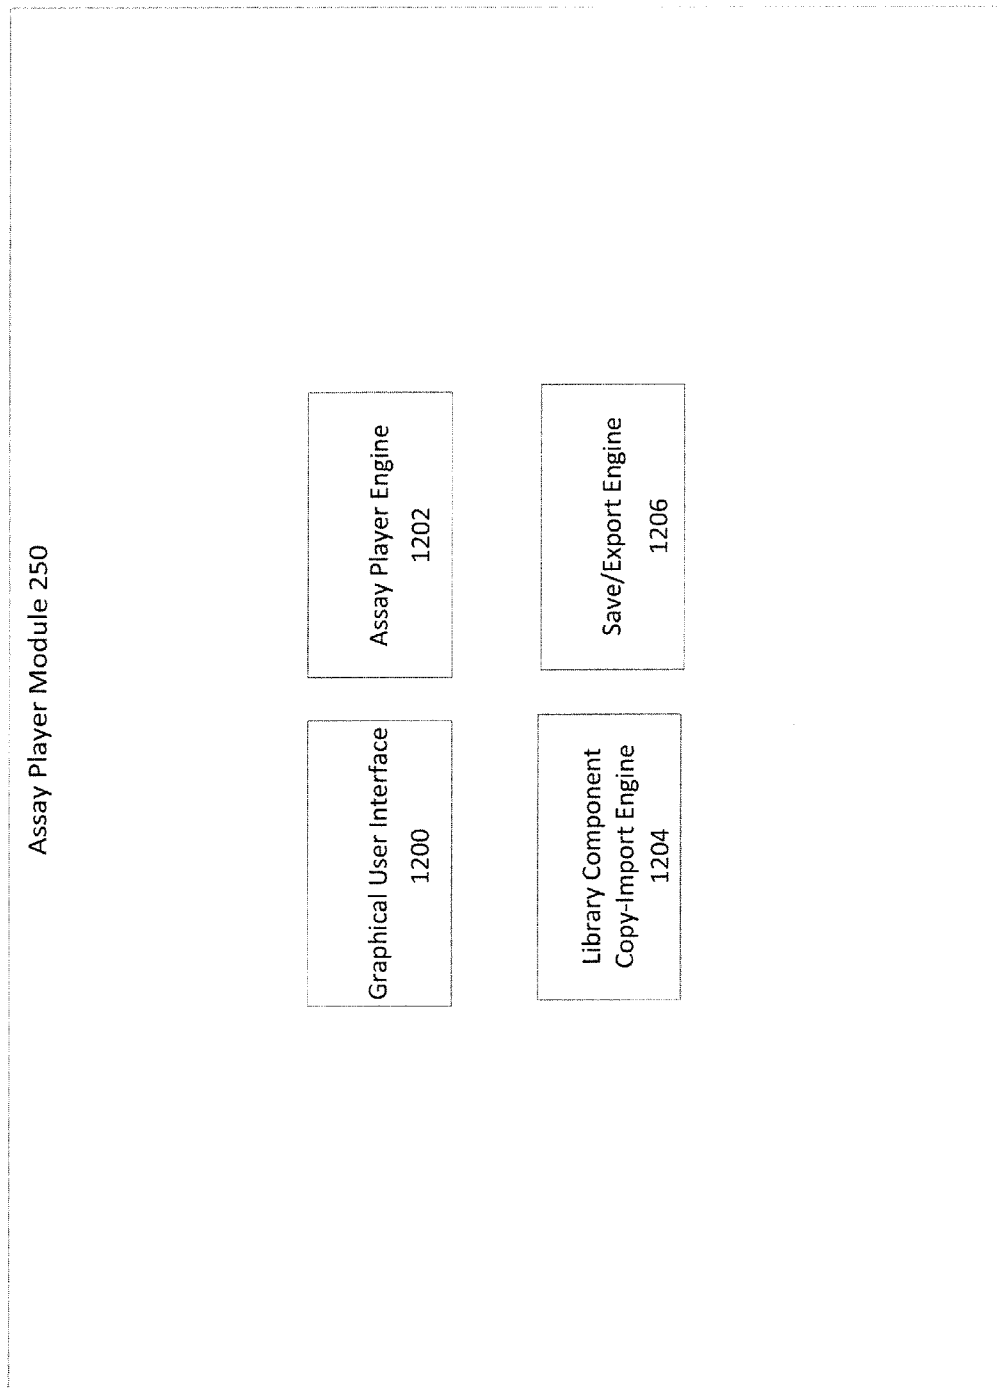 Assay Player Module 250
Graphical User Interface
1200
Assay Player Engine
1202
Library Component
Copy-Import Engine
1204
Save/Export Engine
1206